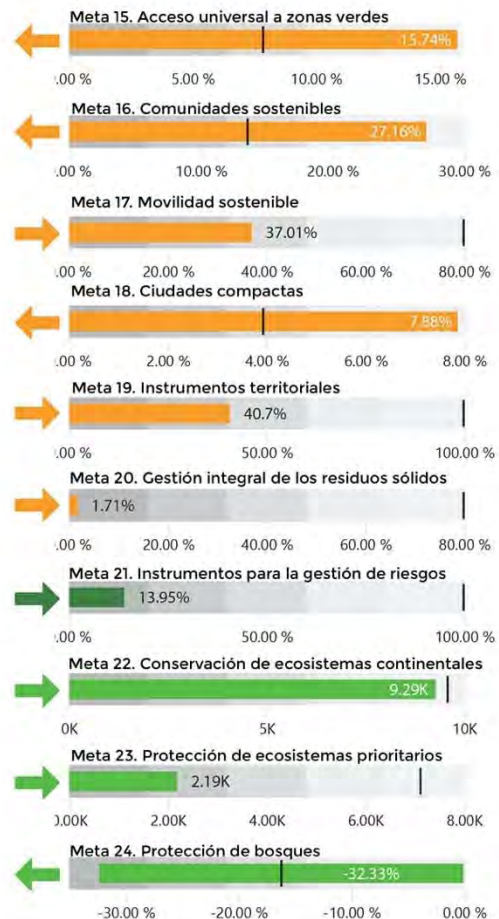 Meta 15. Acceso universal a zonas verdes
15.74%
.00 % 5.00 % 10.00 % 15.00 %
Meta 16. Comunidades sostenibles
27.16%
.00 % 10.00 % 20.00 % 30.00 %
Meta 17. Movilidad sostenible
37.01%
.00 % 20.00 % 40.00 % 60.00 % 80.00 %
Meta 18. Ciudades compactas
7.88%
.00 % 2.00 % 4.00 % 6.00 % 8.00 %
Meta 19. Instrumentos territoriales
40.7%
.00 % 50.00 % 100.00 %
Meta 20. Gestión integral de los residuos sólidos
1.71%
.00 % 20.00 % 40.00 % 60.00 % 80.00 %
Meta 21. Instrumentos para la gestión de riesgos
13.95%
.00 % 50.00 % 100.00 %
Meta 22. Conservación de ecosistemas continentales
9.29K
0K 5K 10K
Meta 23. Protección de ecosistemas prioritarios
2.19K
.00K 2.00K 4.00K 6.00K 8.00K
Meta 24. Protección de bosques
-32.33%
-30.00 % -20.00 % -10.00 % 0.00 %